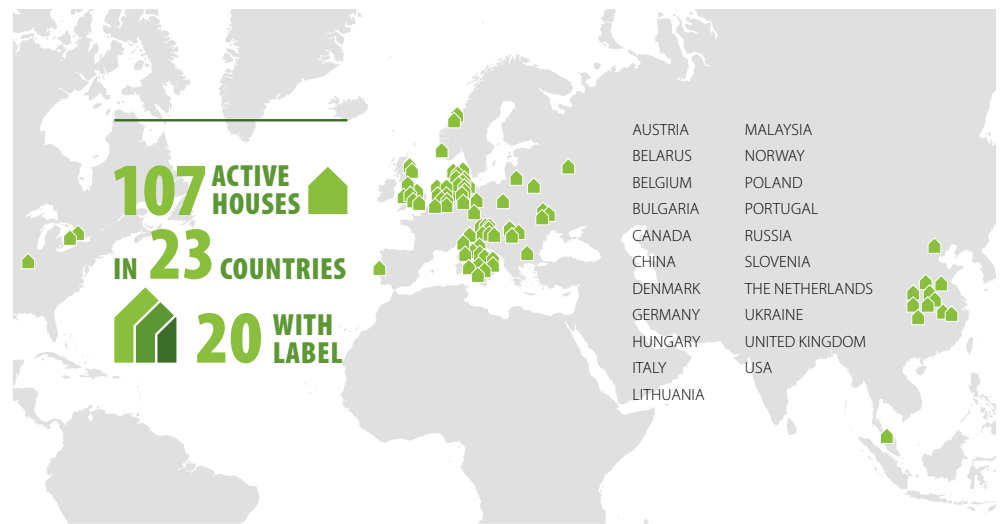 107 ACTIVE
HOUSES
IN 23 COUNTRIES
20 WITH
LABEL
AUSTRIA
BELARUS
BELGIUM
BULGARIA
CANADA
CHINA
DENMARK
GERMANY
HUNGARY
ITALY
LITHUANIA
MALAYSIA
NORWAY
POLAND
PORTUGAL
RUSSIA
SLOVENIA
THE NETHERLANDS
UKRAINE
UNITED KINGDOM
USA